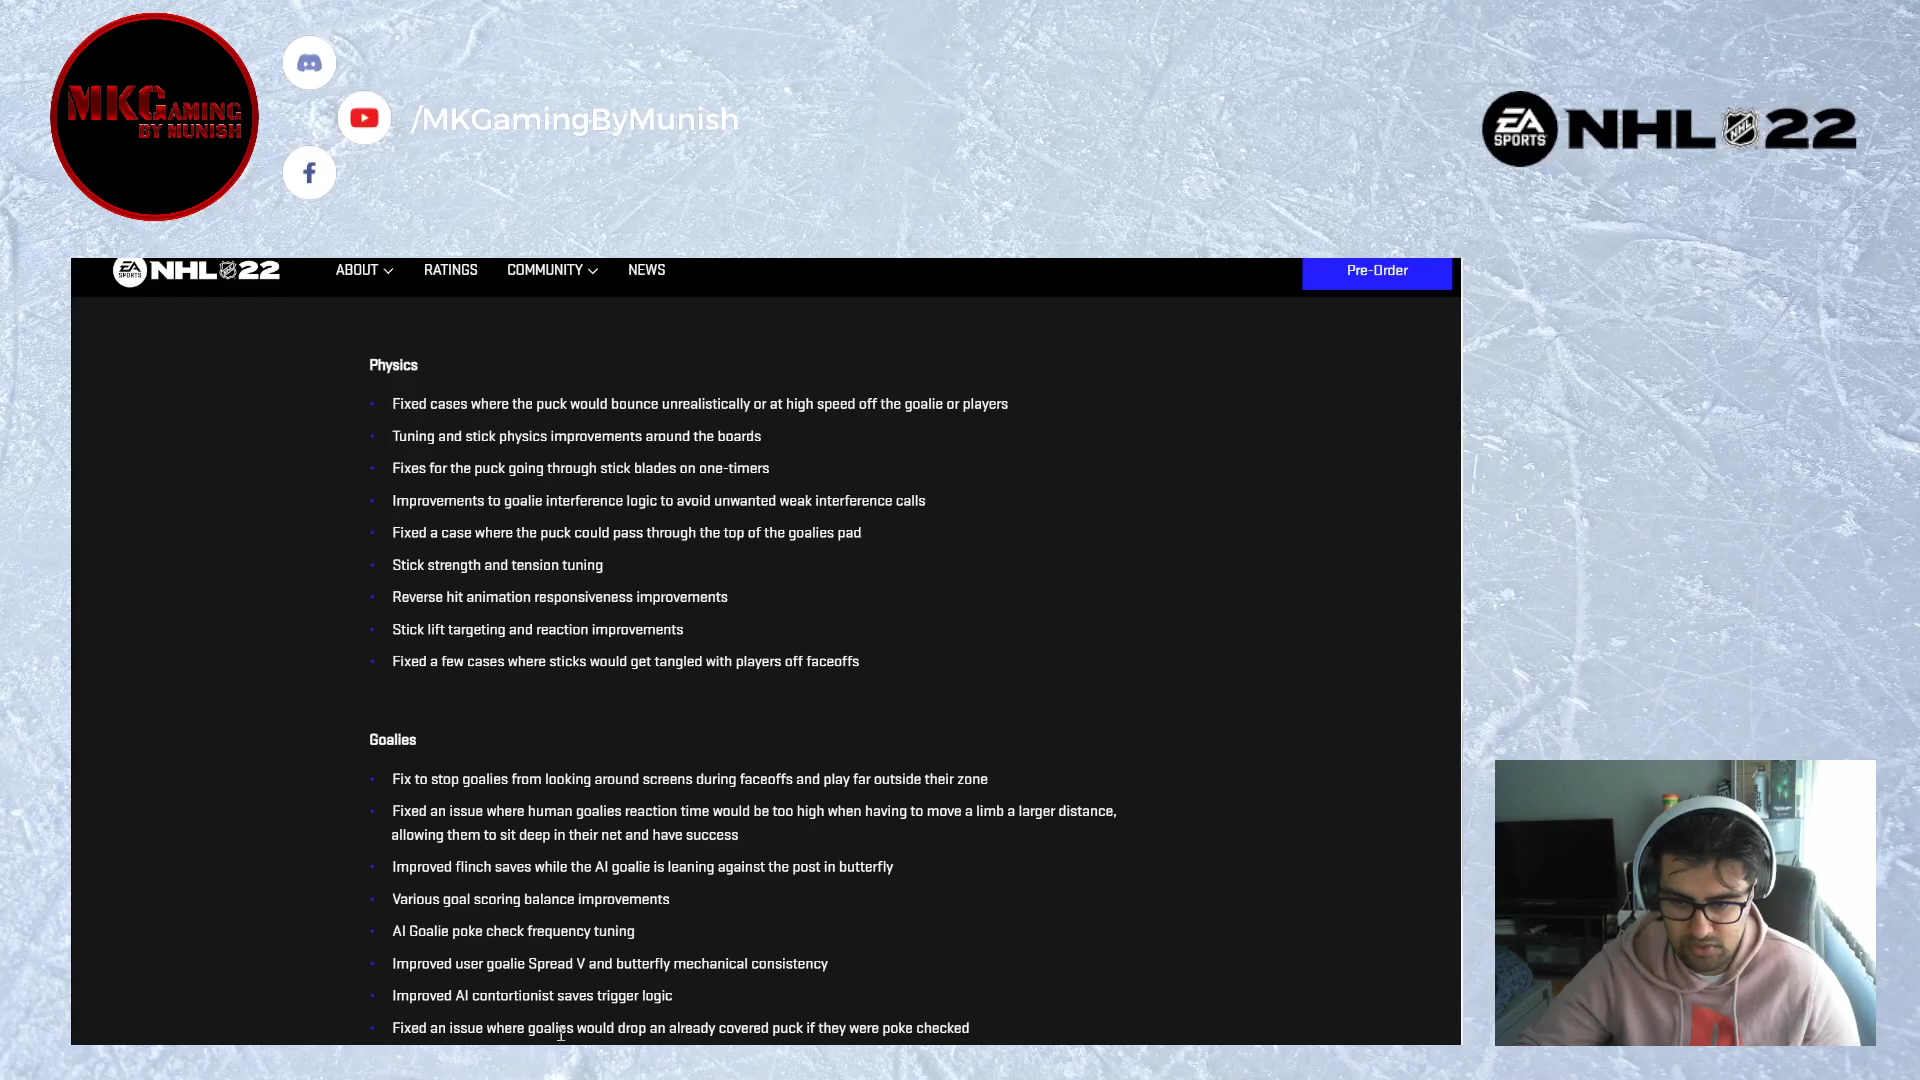 MKGAMING
BY MUNISH
/MKGamingByMunish
EA
SPORTS
NHL 22
EA
SPORTS
NHL 22
ABOUT
RATINGS
COMMUNITY
NEWS
Pre-Order
Physics
Fixed cases where the puck would bounce unrealistically or at high speed off the goalie or players
Tuning and stick physics improvements around the boards
Fixes for the puck going through stick blades on one-timers
Improvements to goalie interference logic to avoid unwanted weak interference calls
Fixed a case where the puck could pass through the top of the goalies pad
Stick strength and tension tuning
Reverse hit animation responsiveness improvements
Stick lift targeting and reaction improvements
Fixed a few cases where sticks would get tangled with players off faceoffs
Goalies
Fix to stop goalies from looking around screens during faceoffs and play far outside their zone
Fixed an issue where human goalies reaction time would be too high when having to move a limb a larger distance,
allowing them to sit deep in their net and have success
Improved flinch saves while the AI goalie is leaning against the post in butterfly
Various goal scoring balance improvements
AI Goalie poke check frequency tuning
Improved user goalie Spread V and butterfly mechanical consistency
Improved AI contortionist saves trigger logic
Fixed an issue where goalies would drop an already covered puck if they were poke checked